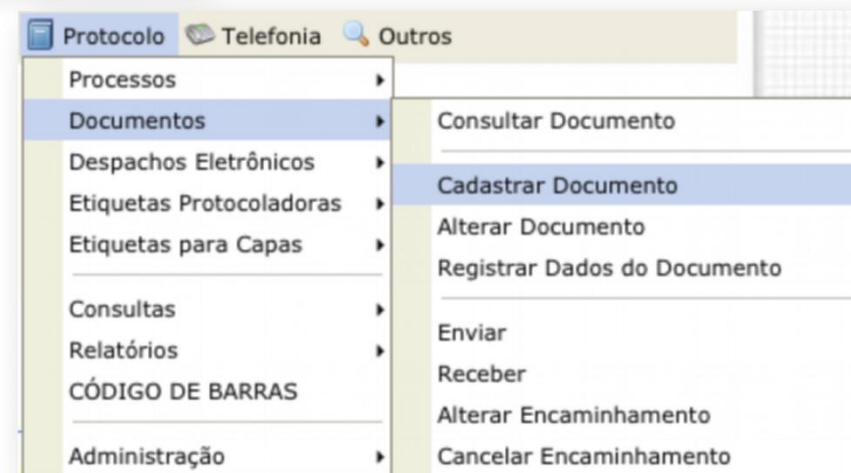 Protocolo Telefonia Outros
Processos
Documentos
Despachos Eletrônicos
Etiquetas Protocoladoras
Etiquetas para Capas
Consultas
Relatórios
CÓDIGO DE BARRAS
Administração
Consultar Documento
Cadastrar Documento
Alterar Documento
Registrar Dados do Documento
Enviar
Receber
Alterar Encaminhamento
Cancelar Encaminhamento